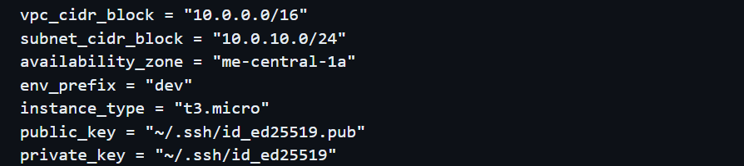 vpc_cidr_block = "10.0.0.0/16"
subnet_cidr_block = "10.0.10.0/24"
availability_zone = "me-central-1a"
env_prefix = "dev"
instance_type = "t3.micro"
public_key = "~/.ssh/id_ed25519.pub"
private_key = "~/.ssh/id_ed25519"